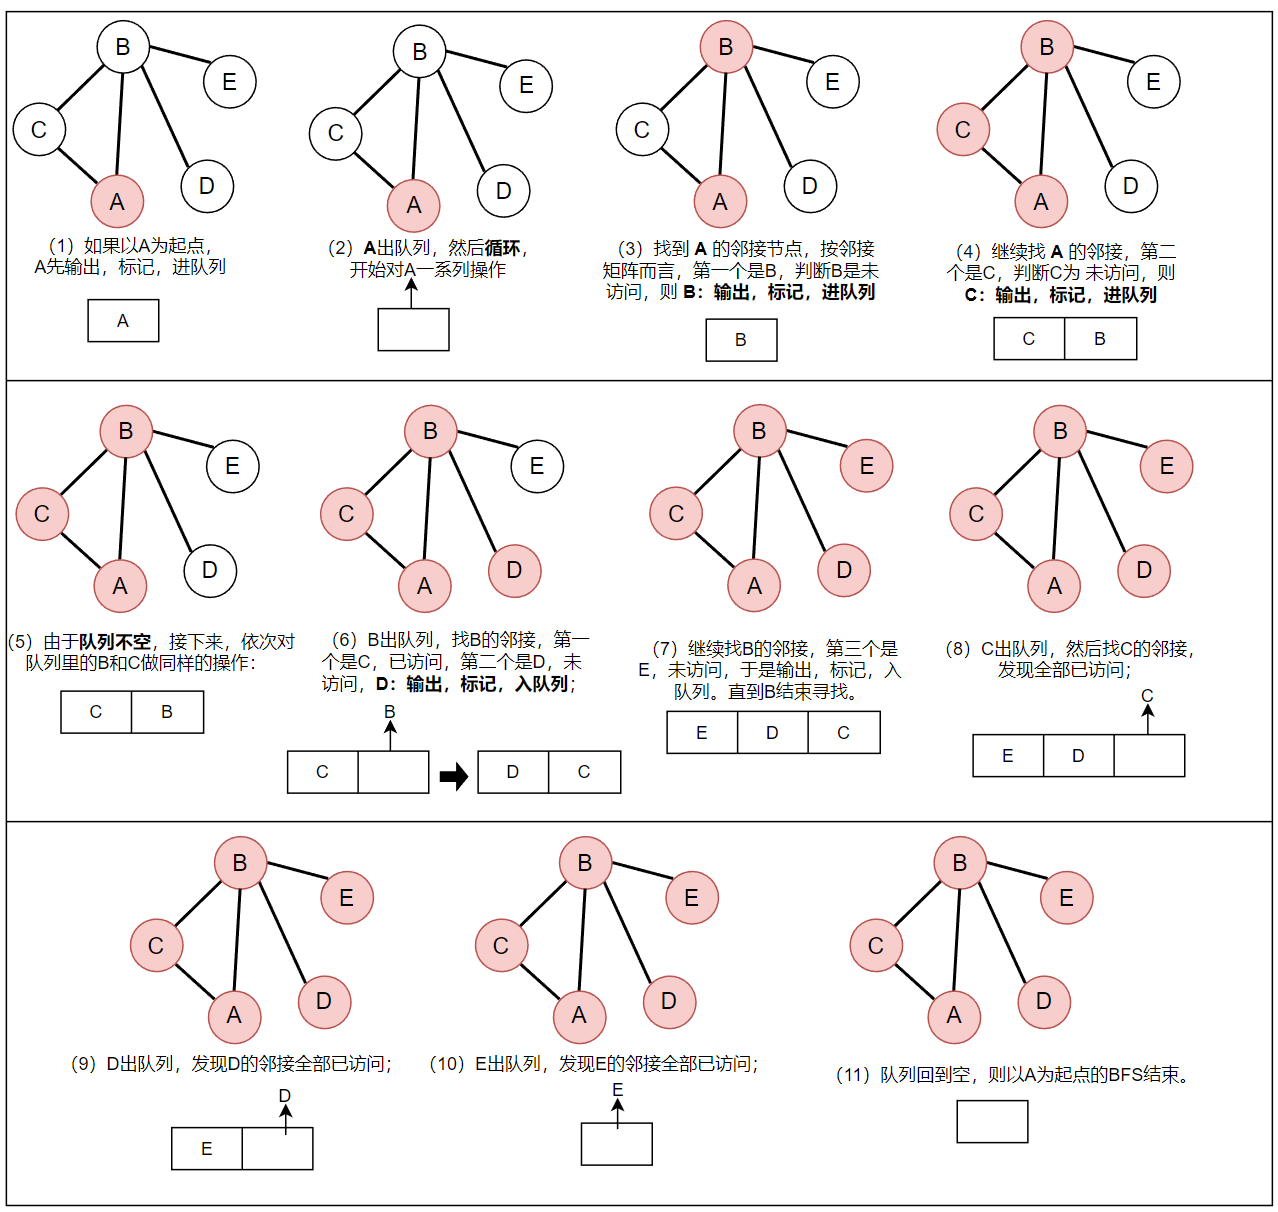 B
E
C
D
A
（1）如果以A为起点，
A先输出，标记，进队列
A
B
E
C
D
A
（2）A出队列，然后循环，
开始对A一系列操作
B
E
C
D
A
（3）找到 A 的邻接节点，按邻接
矩阵而言，第一个是B，判断B是未
访问，则 B：输出，标记，进队列
B
B
E
C
D
A
（4）继续找 A 的邻接，第二
个是C，判断C为 未访问，则
C：输出，标记，进队列
C B
B
E
C
D
A
（5）由于队列不空，接下来，依次对
队列里的B和C做同样的操作：
C B
B
E
C
D
A
（6）B出队列，找B的邻接，第一
个是C，已访问，第二个是D，未
访问，D：输出，标记，入队列；
B
C D C
B
E
C
D
A
（7）继续找B的邻接，第三个是
E，未访问，于是输出，标记，入
队列。直到B结束寻找。
E D C
B
E
C
D
A
（8）C出队列，然后找C的邻接，
发现全部已访问；
C
E D
B
E
C
D
A
（9）D出队列，发现D的邻接全部已访问；
D
E
B
E
C
D
A
（10）E出队列，发现E的邻接全部已访问；
E
B
E
C
D
A
（11）队列回到空，则以A为起点的BFS结束。